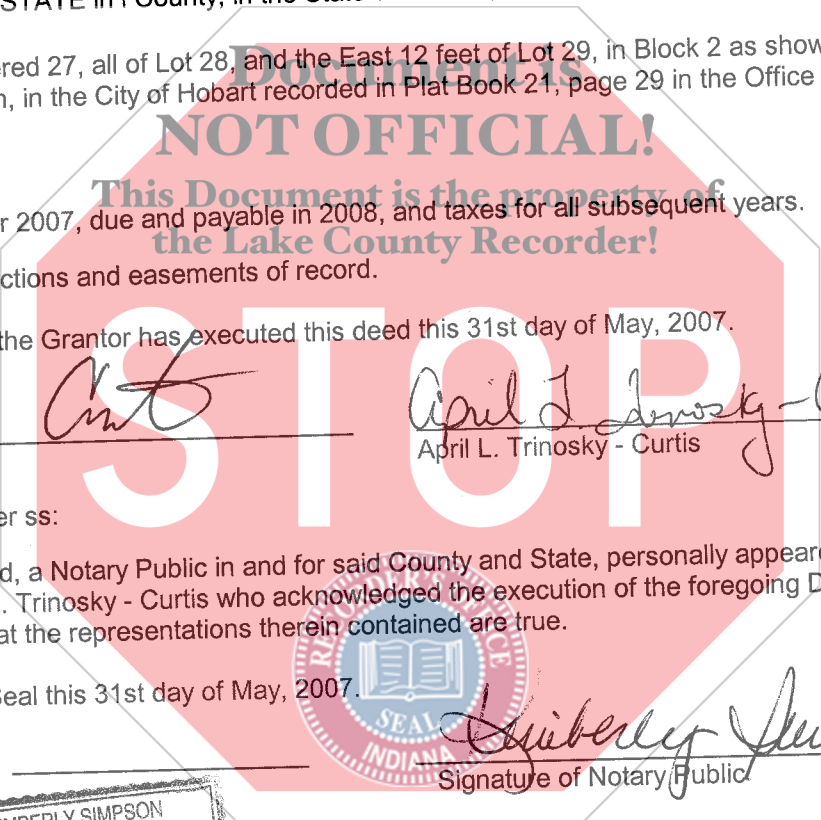 STATE in County, in the State
red 27, all of Lot 28, and the East 12 feet of Lot 29, in Block 2 as show
n, in the City of Hobart recorded in Plat Book 21, page 29 in the Office
Document is
NOT OFFICIAL!
This Document is the property of
the Lake County Recorder!
r 2007, due and payable in 2008, and taxes for all subsequent years.
ctions and easements of record.
STOP
the Grantor has executed this deed this 31st day of May, 2007.
April L. Trinosky -
April L. Trinosky - Curtis
er ss:
d, a Notary Public in and for said County and State, personally appeare
. Trinosky - Curtis who acknowledged the execution of the foregoing D
at the representations therein contained are true.
Seal this 31st day of May, 2007.
RECORDER'S OFFICE
SEAL
INDIANA
Kimberly
Signature of Notary Public
MBERLY SIMPSON